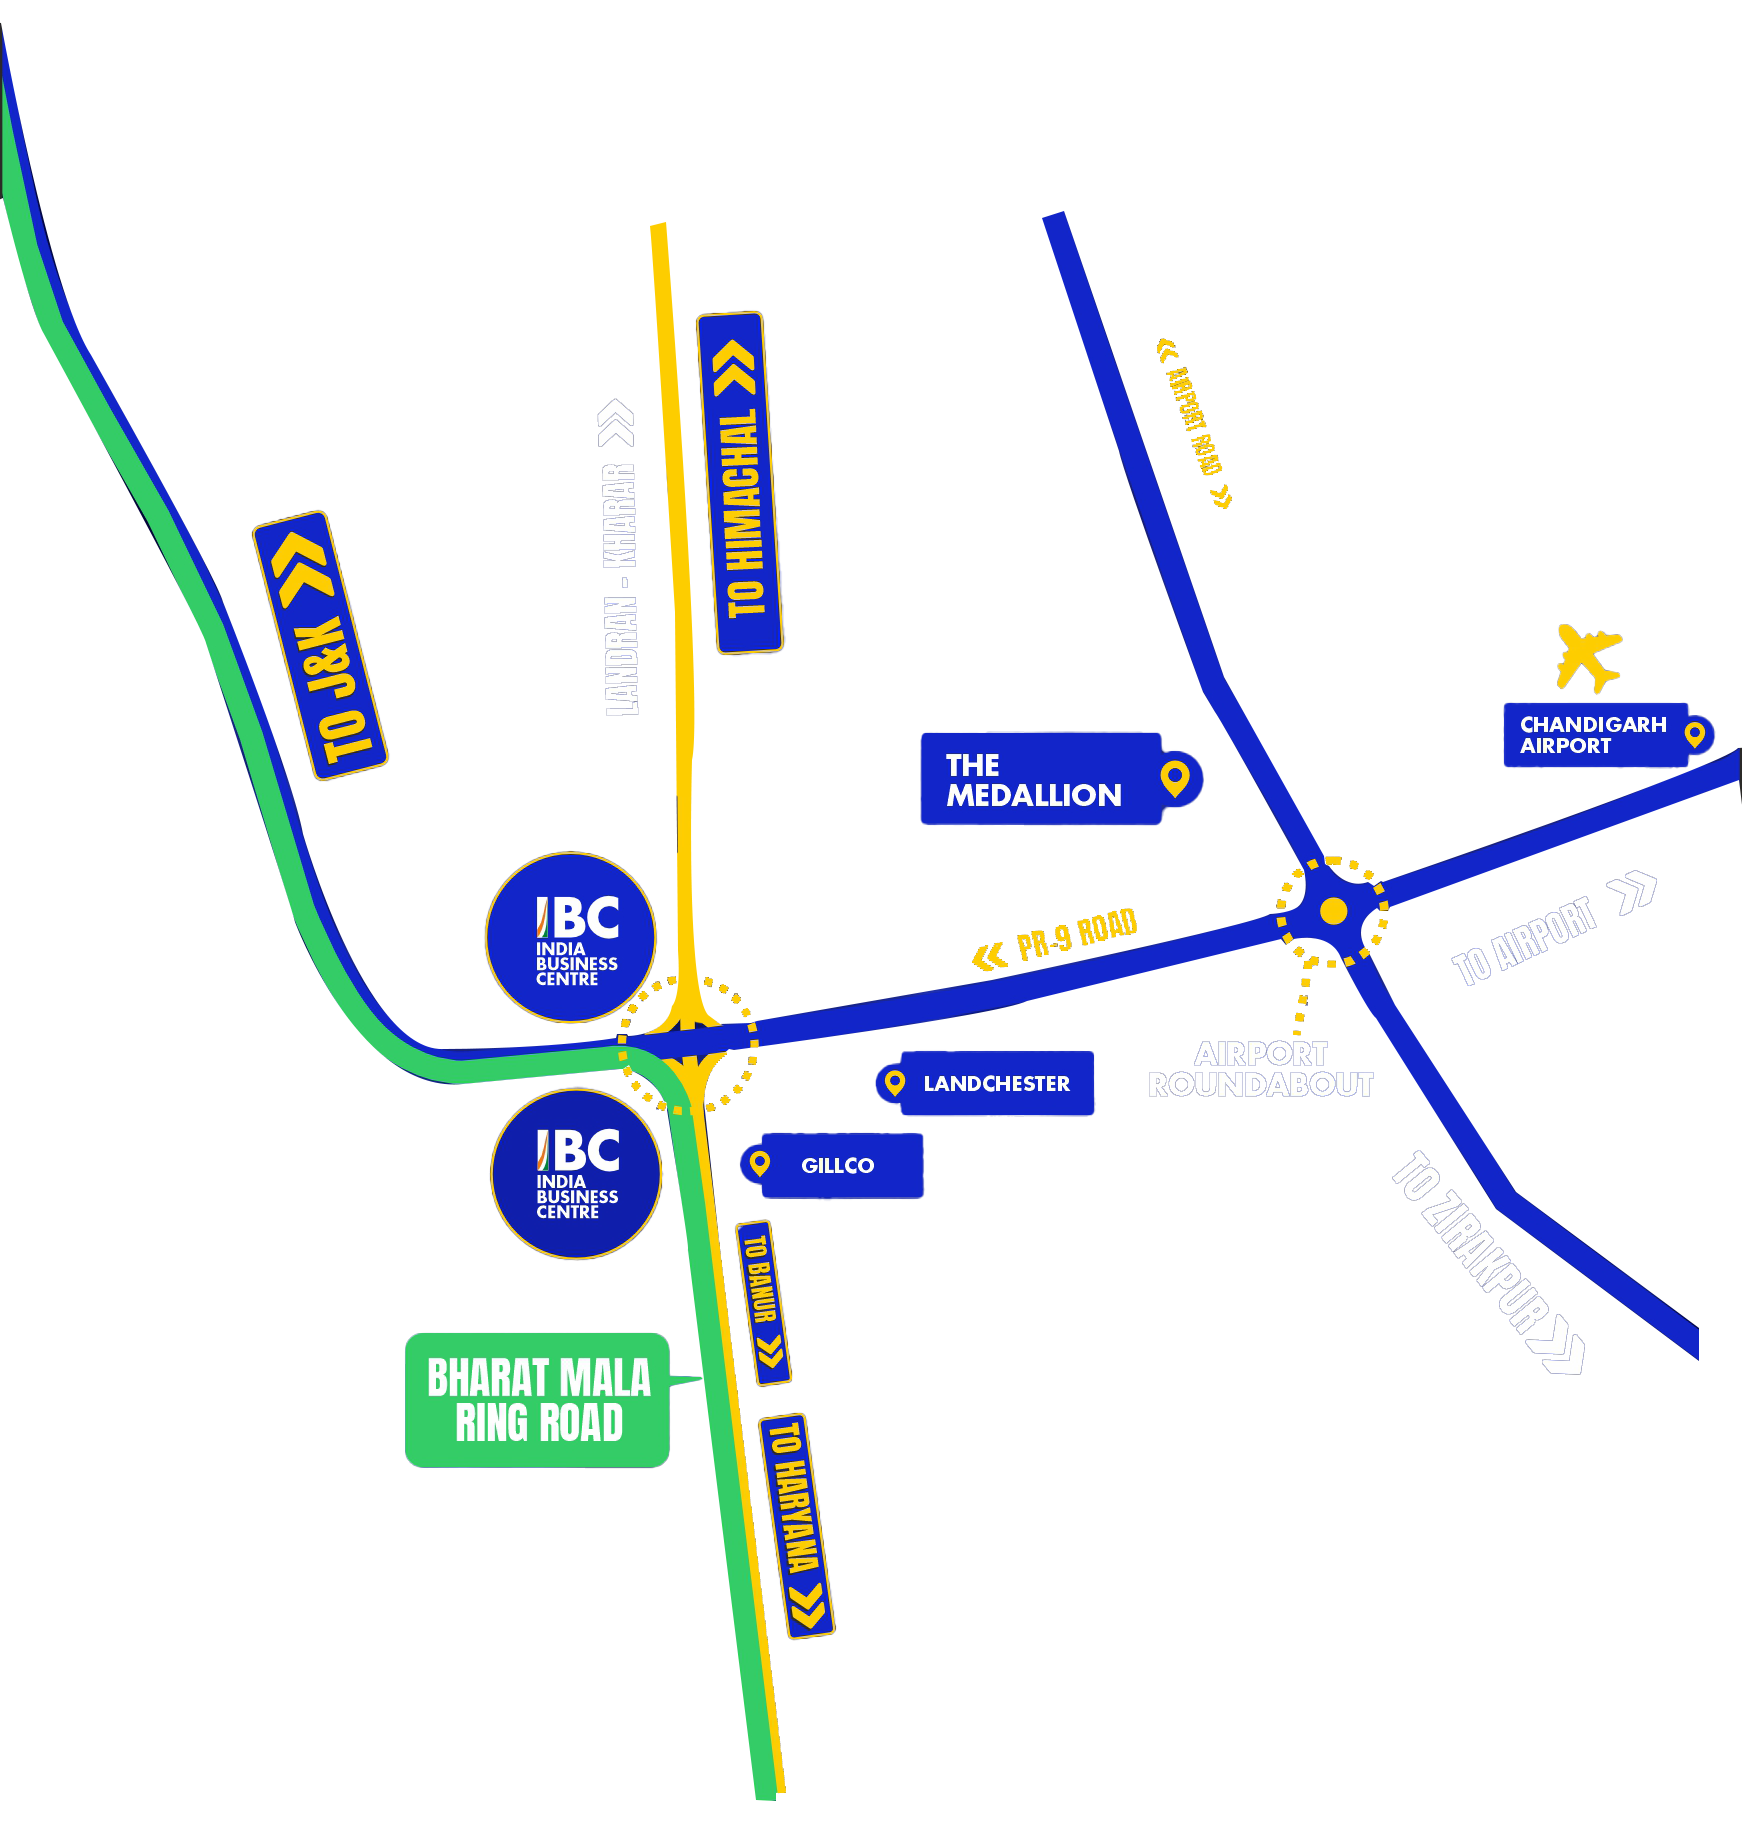 TO HIMACHAL
AIRPORT ROAD
LANDRAN - KHARAR
TO J&K
CHANDIGARH
AIRPORT
THE
MEDALLION
IBC
INDIA
BUSINESS
CENTRE
PR-9 ROAD
TO AIRPORT
AIRPORT
ROUNDABOUT
LANDCHESTER
GILLCO
IBC
INDIA
BUSINESS
CENTRE
TO ZIRAKPUR
TO BANUR
BHARAT MALA
RING ROAD
TO HARYANA